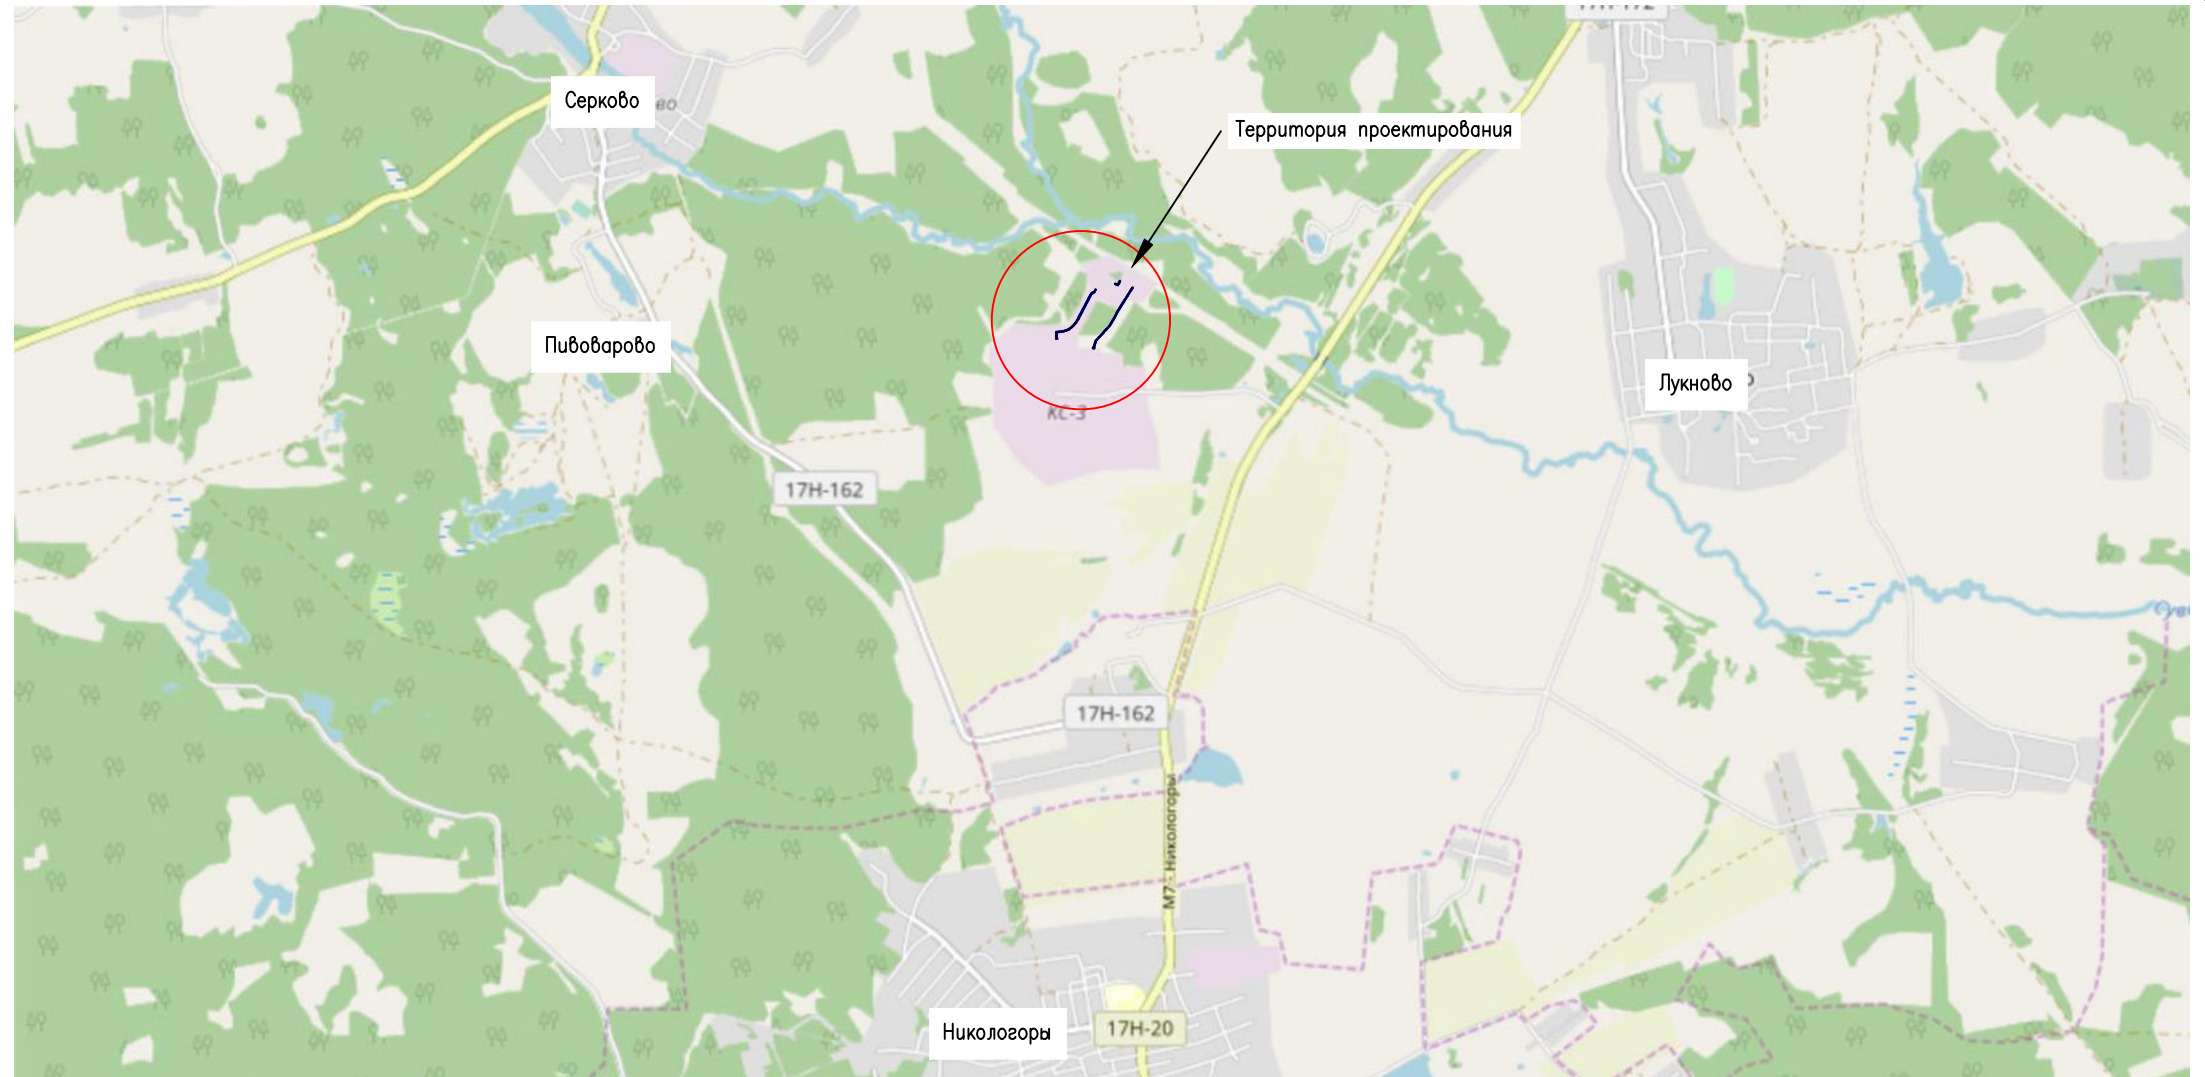 Серково
Территория проектирования
Пивоварово
Лукново
КС-3
17Н-162
17Н-162
М7 - Никологоры
Никологоры
17Н-20